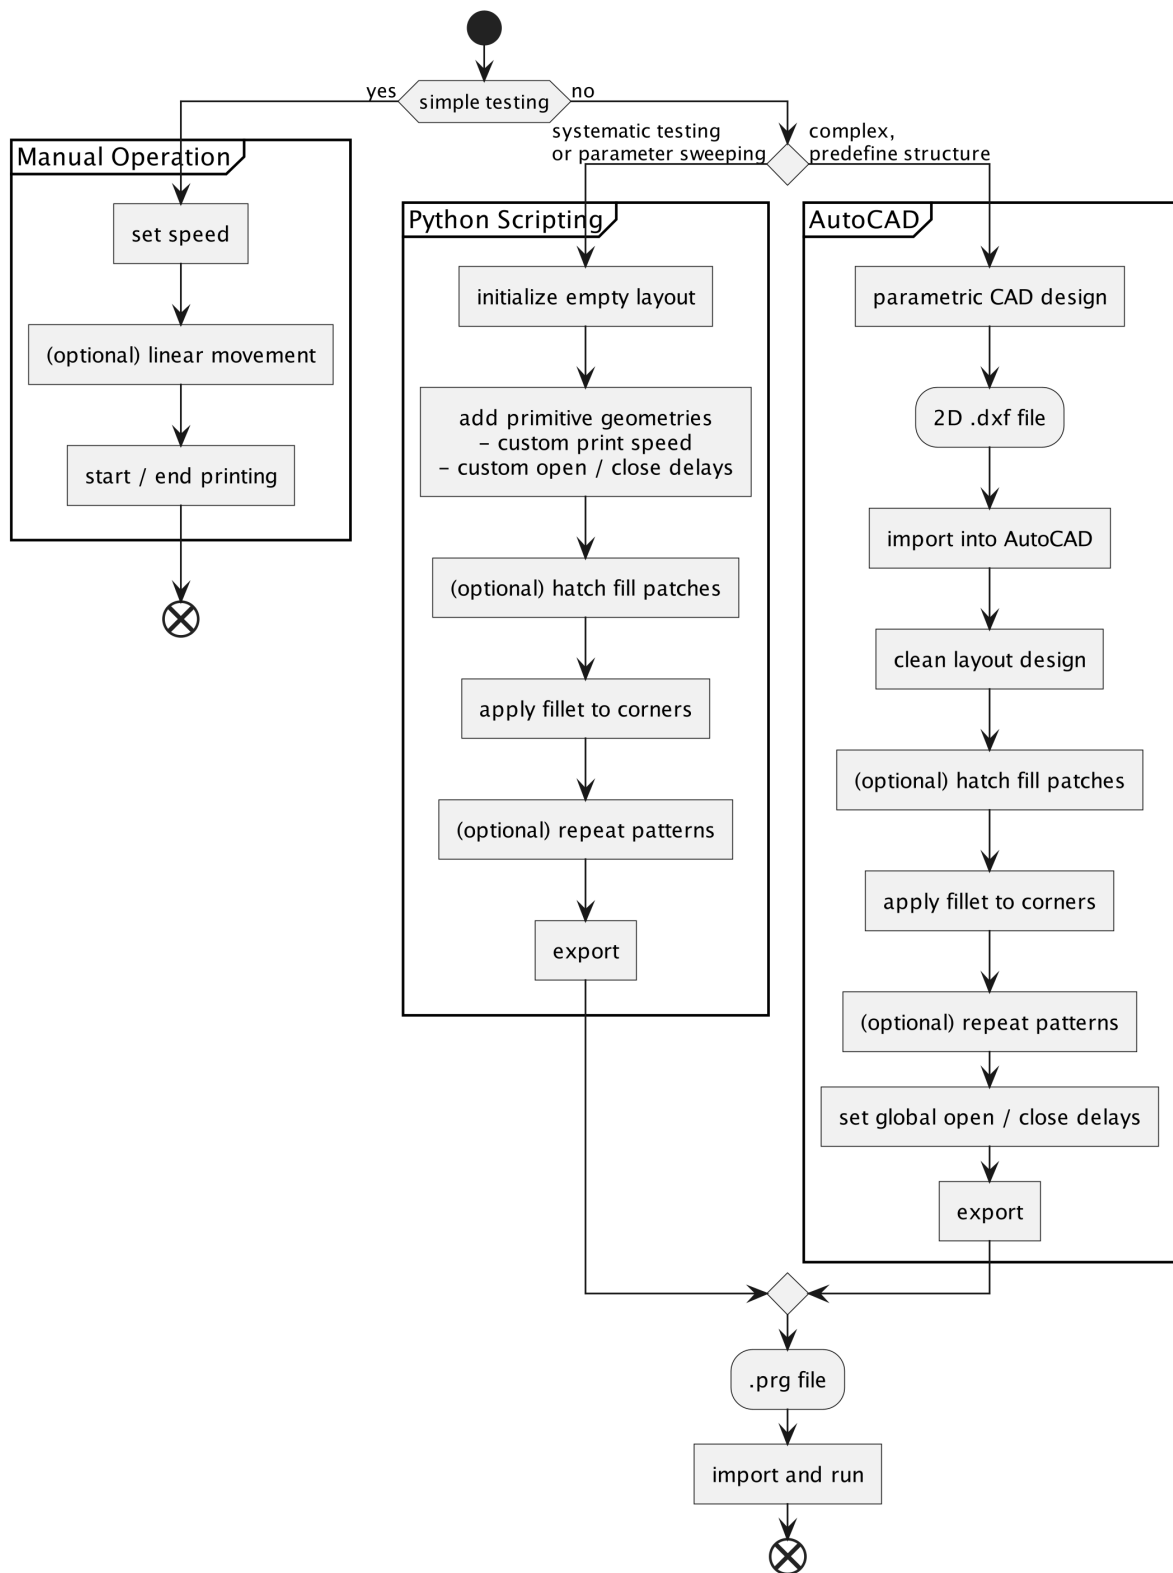 simple testing
yes
no
systematic testing
or parameter sweeping
complex,
predefine structure
Manual Operation
set speed
(optional) linear movement
start / end printing
Python Scripting
initialize empty layout
add primitive geometries
– custom print speed
– custom open / close delays
(optional) hatch fill patches
apply fillet to corners
(optional) repeat patterns
export
AutoCAD
parametric CAD design
2D .dxf file
import into AutoCAD
clean layout design
(optional) hatch fill patches
apply fillet to corners
(optional) repeat patterns
set global open / close delays
export
.prg file
import and run